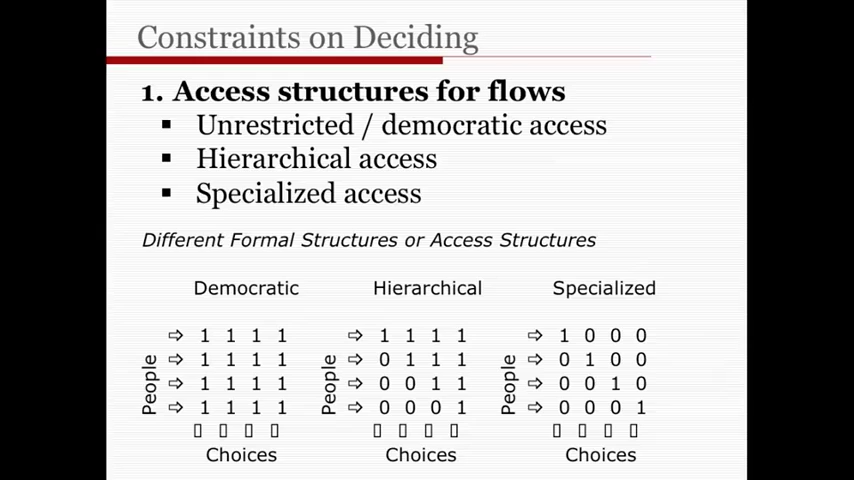 Constraints on Deciding
1. Access structures for flows
▪ Unrestricted / democratic access
▪ Hierarchical access
▪ Specialized access
Different Formal Structures or Access Structures
Democratic Hierarchical Specialized
⇨ 1 1 1 1 ⇨ 1 1 1 1 ⇨ 1 0 0 0
⇨ 1 1 1 1 ⇨ 0 1 1 1 ⇨ 0 1 0 0
⇨ 1 1 1 1 ⇨ 0 0 1 1 ⇨ 0 0 1 0
⇨ 1 1 1 1 ⇨ 0 0 0 1 ⇨ 0 0 0 1
People People People
▯ ▯ ▯ ▯ ▯ ▯ ▯ ▯ ▯ ▯ ▯ ▯
Choices Choices Choices